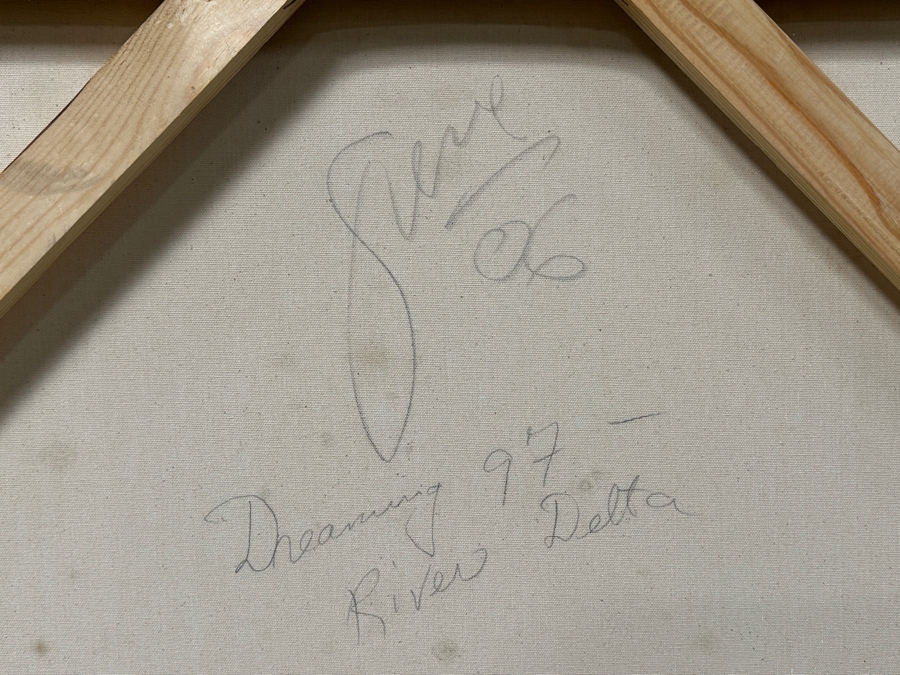 06
Dreaming 97 –
River Delta